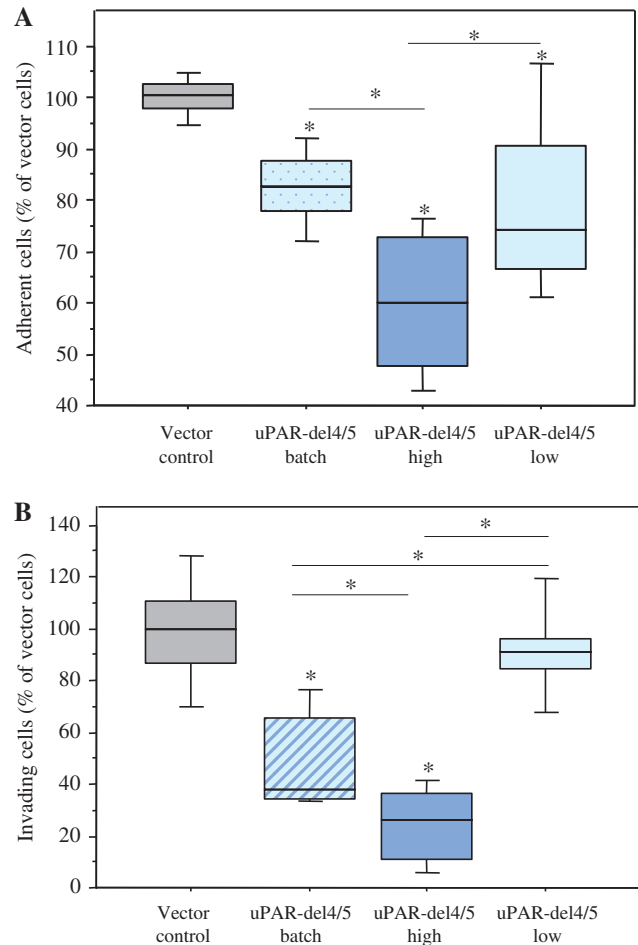 A
Adherent cells (% of vector cells)
110
100
90
80
70
60
50
40
*
*
*
*
*
Vector control
uPAR-del4/5 batch
uPAR-del4/5 high
uPAR-del4/5 low
B
Invading cells (% of vector cells)
140
120
100
80
60
40
20
0
*
*
*
*
*
Vector control
uPAR-del4/5 batch
uPAR-del4/5 high
uPAR-del4/5 low